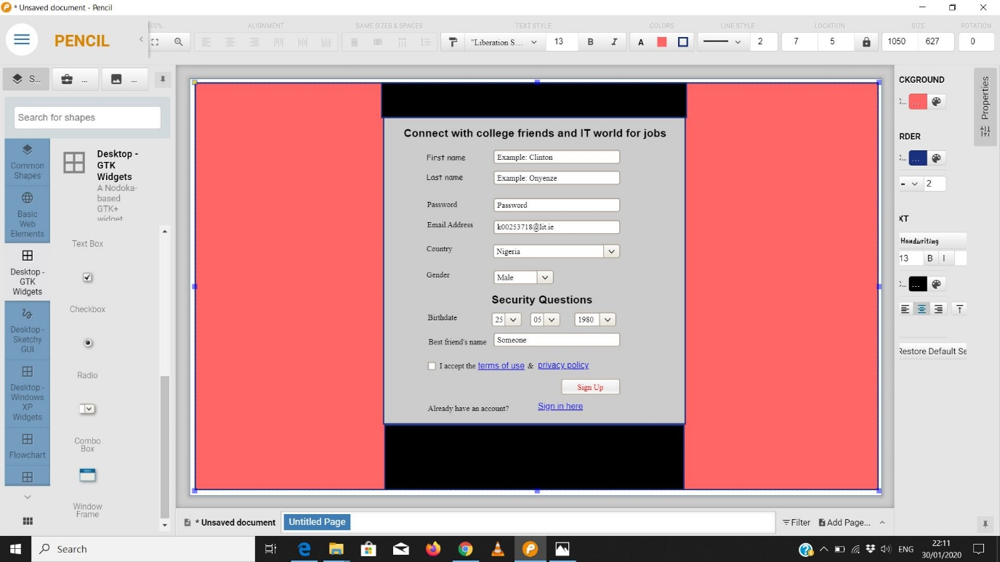 * Unsaved document - Pencil
PENCIL
00%
ALIGNMENT
SAME SIZES & SPACES
TEXT STYLE
COLORS
LINE STYLE
LOCATION
SIZE
ROTATION
"Liberation S...
13
B
I
A
2
7
5
1050
627
0
S...
...
...
Search for shapes
Common
Shapes
Basic
Web
Elements
Desktop -
GTK
Widgets
Desktop -
Sketchy
GUI
Desktop -
Windows
XP
Widgets
Flowchart
Desktop -
GTK
Widgets
A Nodoka-
based
GTK+
widget
Text Box
Checkbox
Radio
Combo
Box
Window
Frame
Connect with college friends and IT world for jobs
First name
Example: Clinton
Last name
Example: Onyenze
Password
Password
Email Address
k00253718@lit.ie
Country
Nigeria
Gender
Male
Security Questions
Birthdate
25
05
1980
Best friend's name
Someone
I accept the terms of use & privacy policy
Sign Up
Already have an account?
Sign in here
CKGROUND
...
RDER
...
2
XT
Handwriting
13
B
I
...
Restore Default Se
Properties
* Unsaved document
Untitled Page
Filter
Add Page...
Search
ENG
22:11
30/01/2020